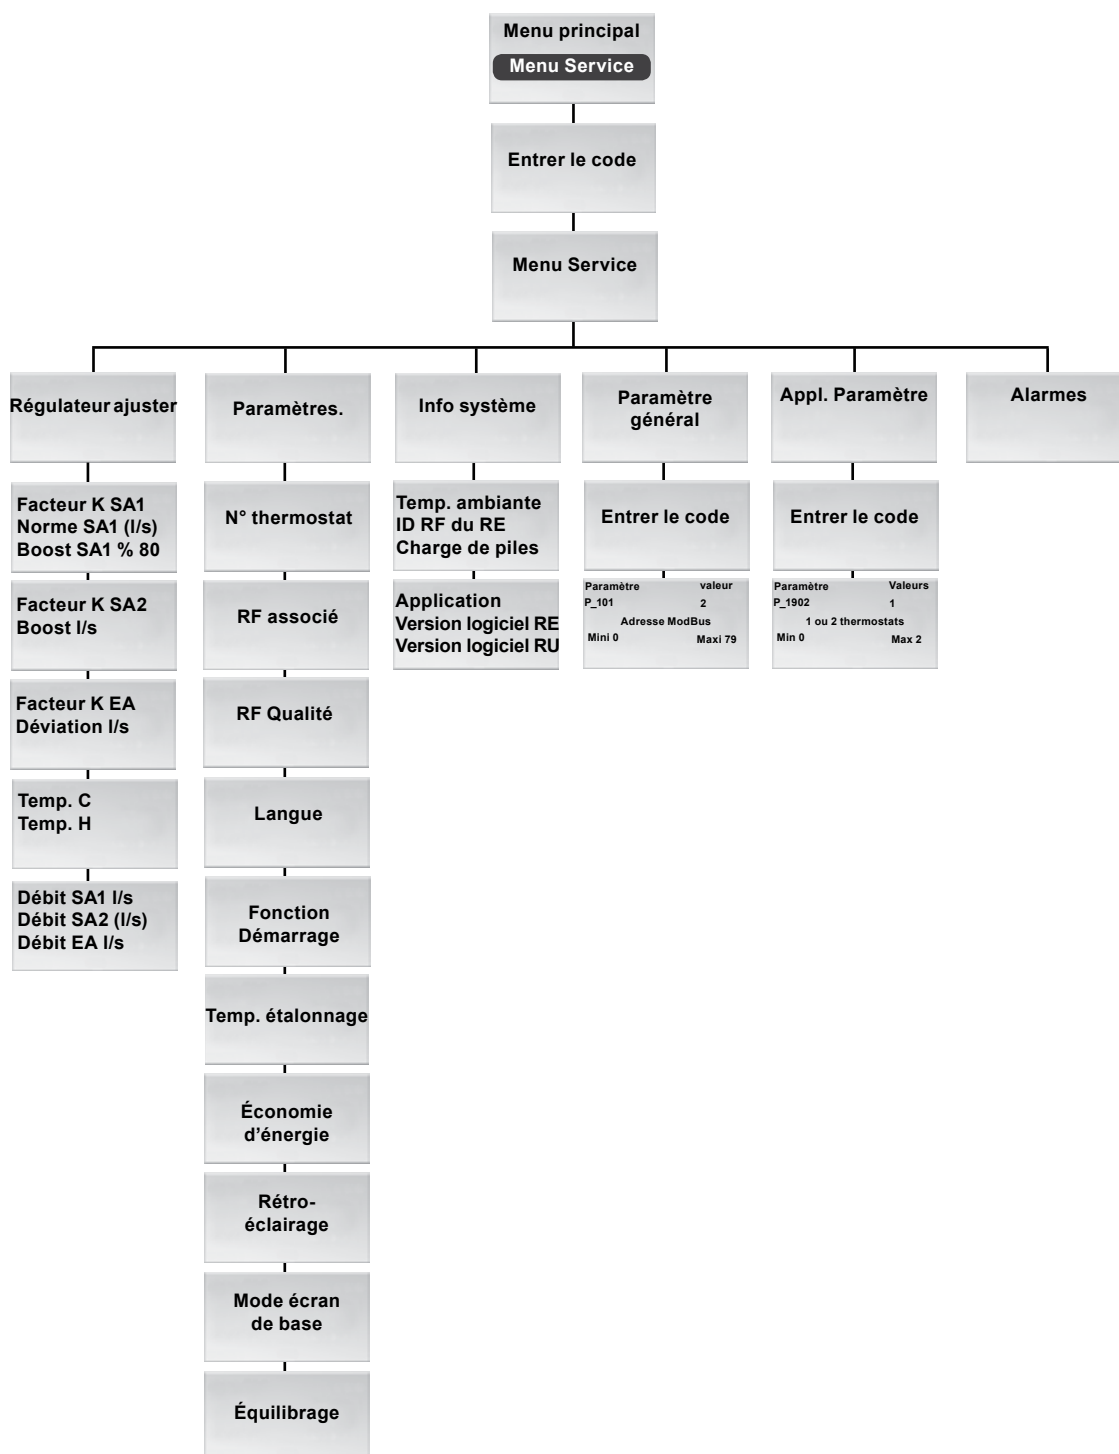 Menu principal
Menu Service
Entrer le code
Menu Service
Régulateur ajuster
Facteur K SA1
Norme SA1 (l/s)
Boost SA1 % 80
Facteur K SA2
Boost l/s
Facteur K EA
Déviation l/s
Temp. C
Temp. H
Débit SA1 l/s
Débit SA2 (l/s)
Débit EA l/s
Paramètres.
N° thermostat
RF associé
RF Qualité
Langue
Fonction
Démarrage
Temp. étalonnage
Économie
d'énergie
Rétro-
éclairage
Mode écran
de base
Équilibrage
Info système
Temp. ambiante
ID RF du RE
Charge de piles
Application
Version logiciel RE
Version logiciel RU
Paramètre
général
Entrer le code
Paramètre valeur
P_101 2
Adresse ModBus
Mini 0 Maxi 79
Appl. Paramètre
Entrer le code
Paramètre Valeurs
P_1902 1
1 ou 2 thermostats
Min 0 Max 2
Alarmes